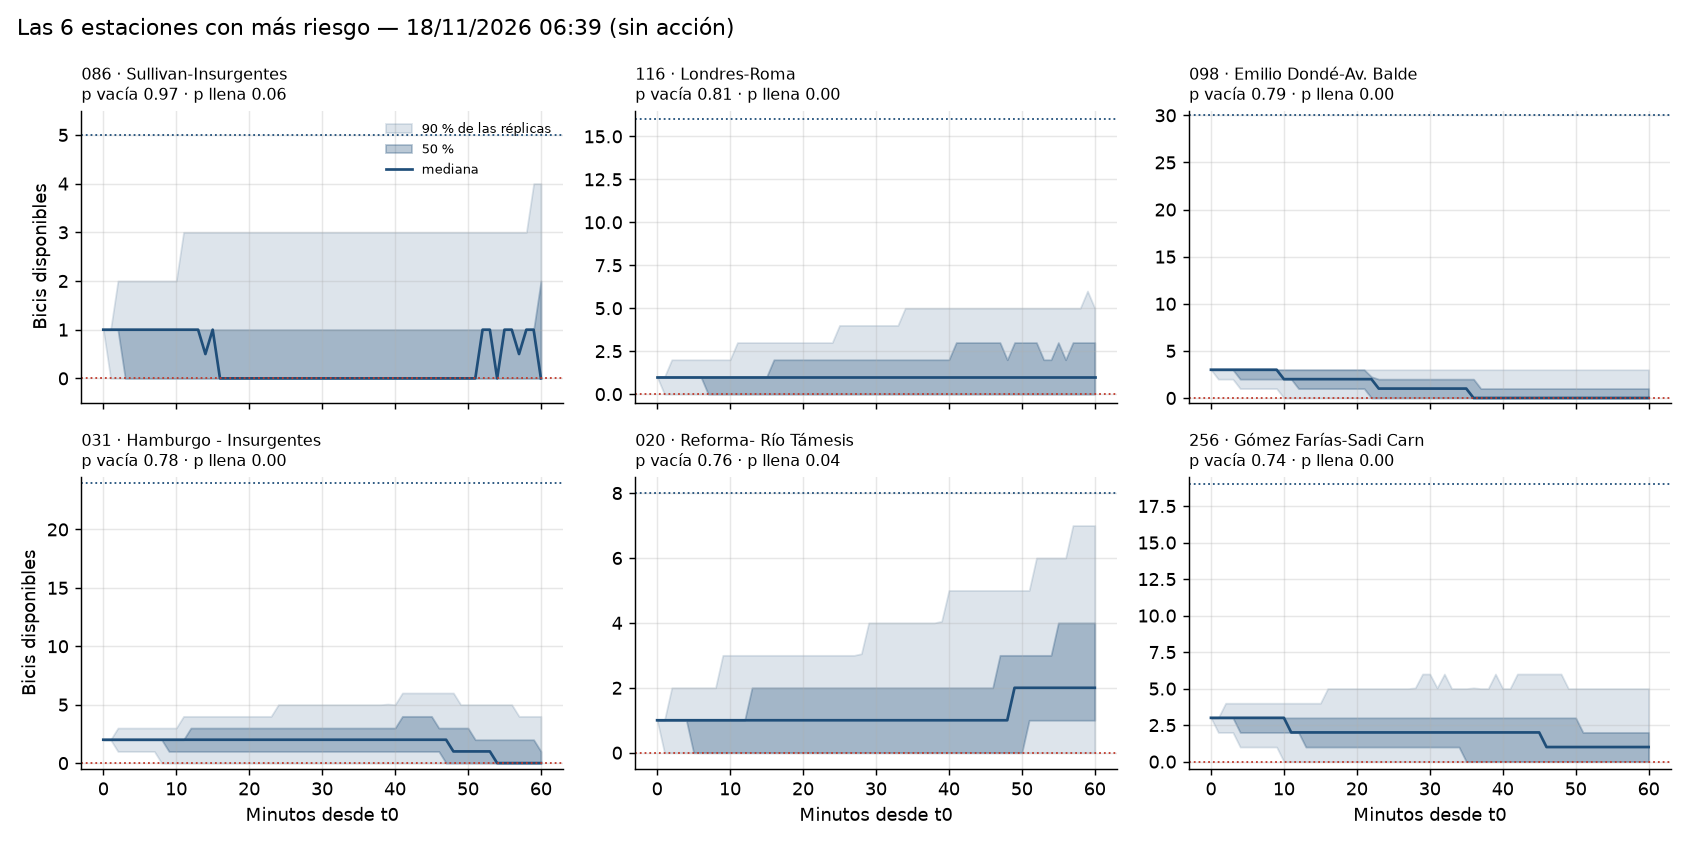 Las 6 estaciones con más riesgo — 18/11/2026 06:39 (sin acción)
086 · Sullivan-Insurgentes
p vacía 0.97 · p llena 0.06
90 % de las réplicas
50 %
mediana
5
4
3
2
1
0
Bicis disponibles
116 · Londres-Roma
p vacía 0.81 · p llena 0.00
15.0
12.5
10.0
7.5
5.0
2.5
0.0
098 · Emilio Dondé-Av. Balde
p vacía 0.79 · p llena 0.00
30
25
20
15
10
5
0
031 · Hamburgo - Insurgentes
p vacía 0.78 · p llena 0.00
20
15
10
5
0
Bicis disponibles
0 10 20 30 40 50 60
Minutos desde t0
020 · Reforma- Río Támesis
p vacía 0.76 · p llena 0.04
8
6
4
2
0
0 10 20 30 40 50 60
Minutos desde t0
256 · Gómez Farías-Sadi Carn
p vacía 0.74 · p llena 0.00
17.5
15.0
12.5
10.0
7.5
5.0
2.5
0.0
0 10 20 30 40 50 60
Minutos desde t0